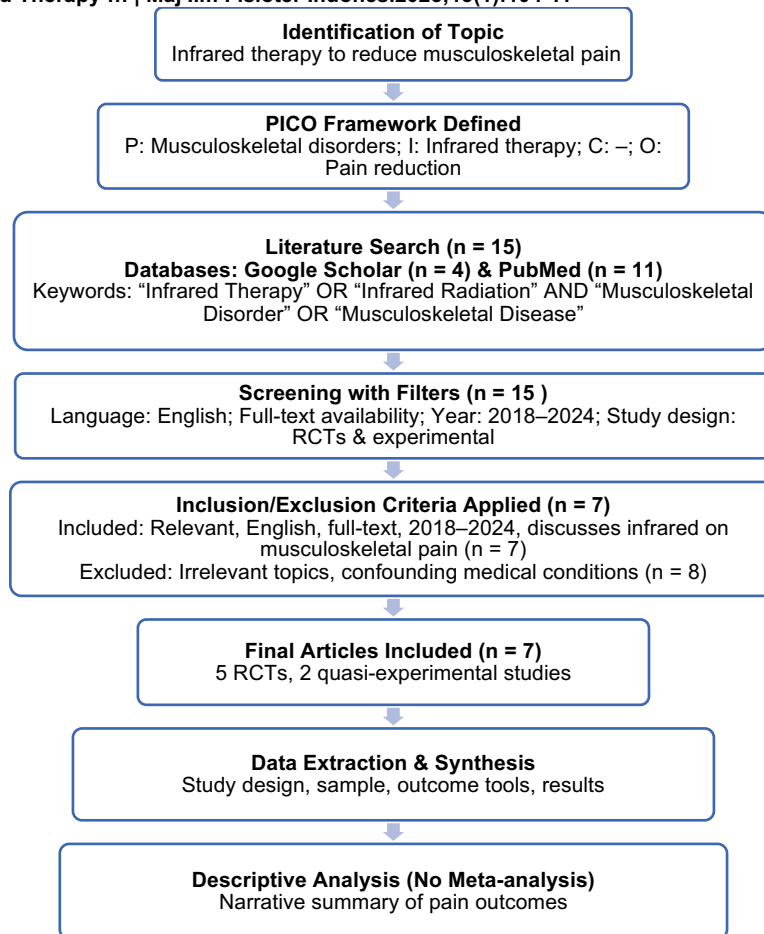 Identification of Topic
Infrared therapy to reduce musculoskeletal pain
PICO Framework Defined
P: Musculoskeletal disorders; I: Infrared therapy; C: –; O:
Pain reduction
Literature Search (n = 15)
Databases: Google Scholar (n = 4) & PubMed (n = 11)
Keywords: “Infrared Therapy” OR “Infrared Radiation” AND “Musculoskeletal
Disorder” OR “Musculoskeletal Disease”
Screening with Filters (n = 15 )
Language: English; Full-text availability; Year: 2018–2024; Study design:
RCTs & experimental
Inclusion/Exclusion Criteria Applied (n = 7)
Included: Relevant, English, full-text, 2018–2024, discusses infrared on
musculoskeletal pain (n = 7)
Excluded: Irrelevant topics, confounding medical conditions (n = 8)
Final Articles Included (n = 7)
5 RCTs, 2 quasi-experimental studies
Data Extraction & Synthesis
Study design, sample, outcome tools, results
Descriptive Analysis (No Meta-analysis)
Narrative summary of pain outcomes